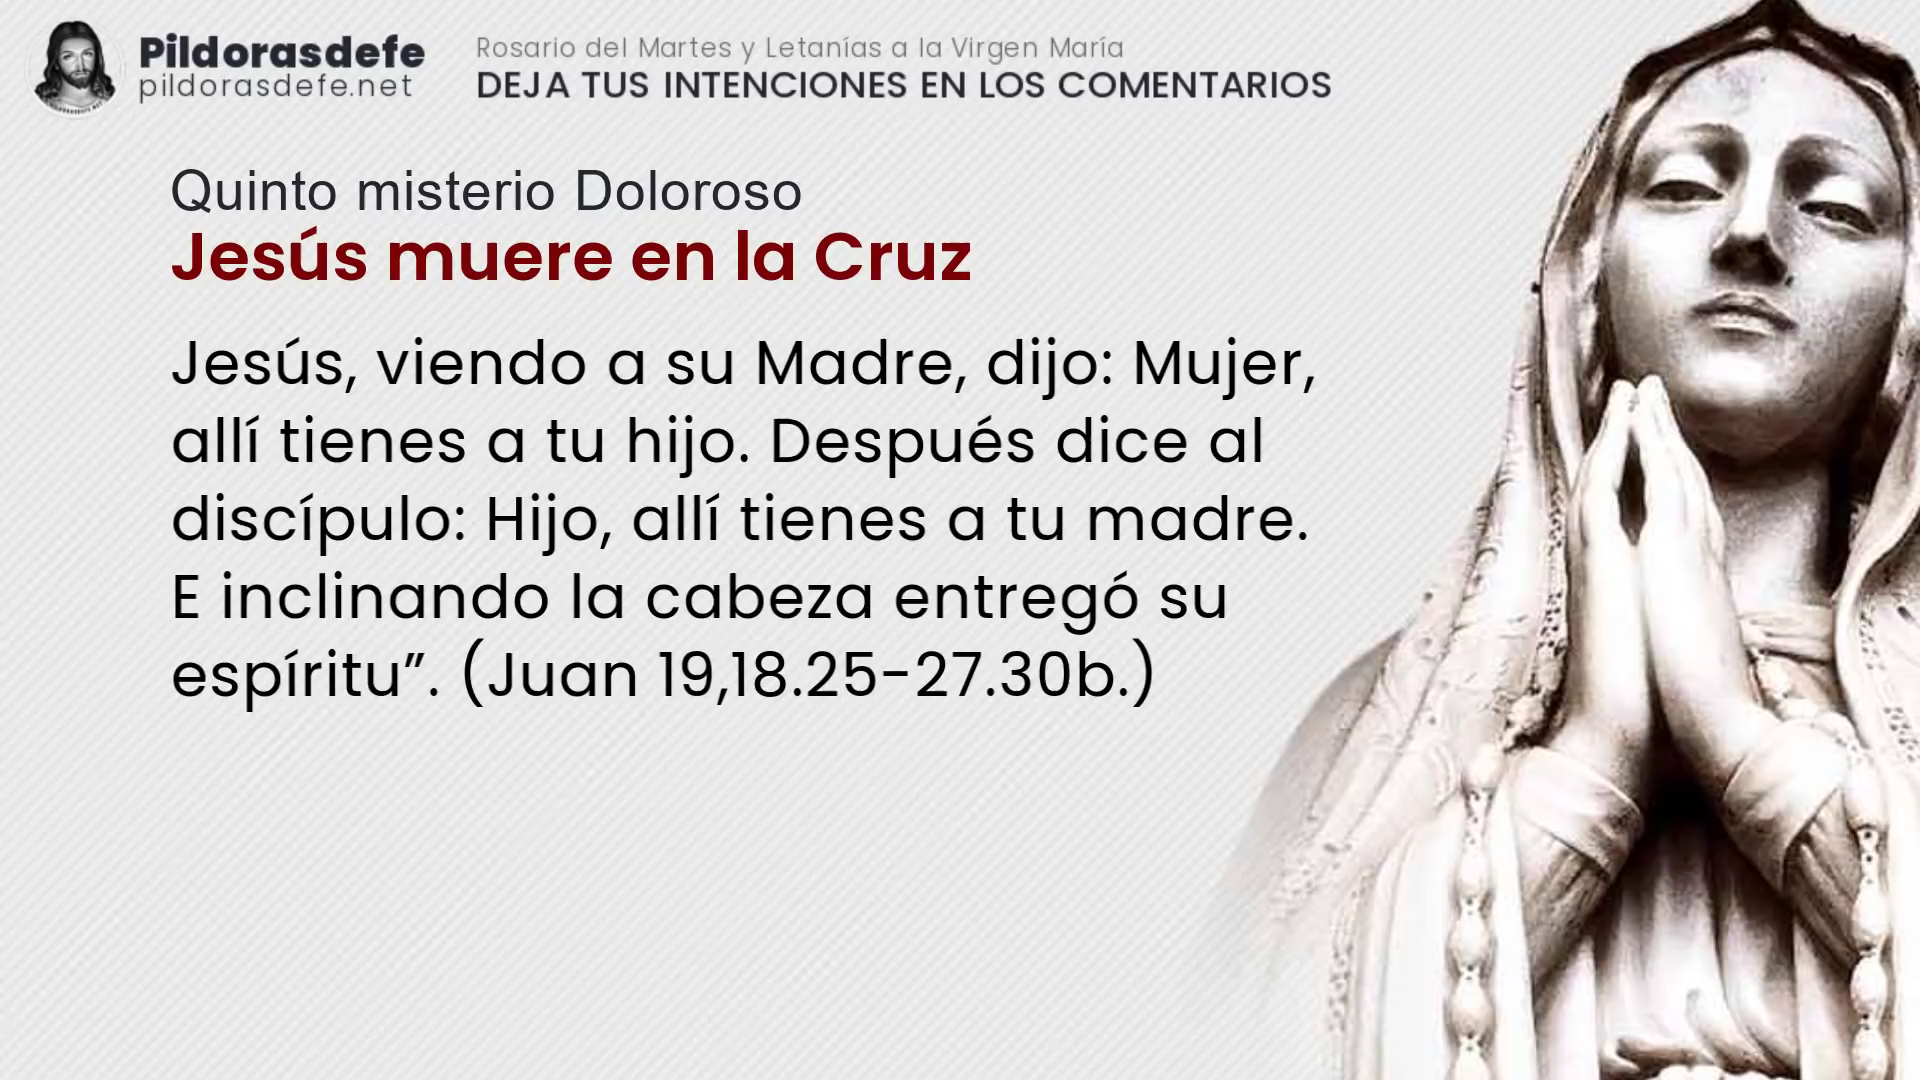 Pildorasdefe
pildorasdefe.net
Rosario del Martes y Letanías a la Virgen María
DEJA TUS INTENCIONES EN LOS COMENTARIOS
Quinto misterio Doloroso
Jesús muere en la Cruz
Jesús, viendo a su Madre, dijo: Mujer,
allí tienes a tu hijo. Después dice al
discípulo: Hijo, allí tienes a tu madre.
E inclinando la cabeza entregó su
espíritu”. (Juan 19,18.25-27.30b.)